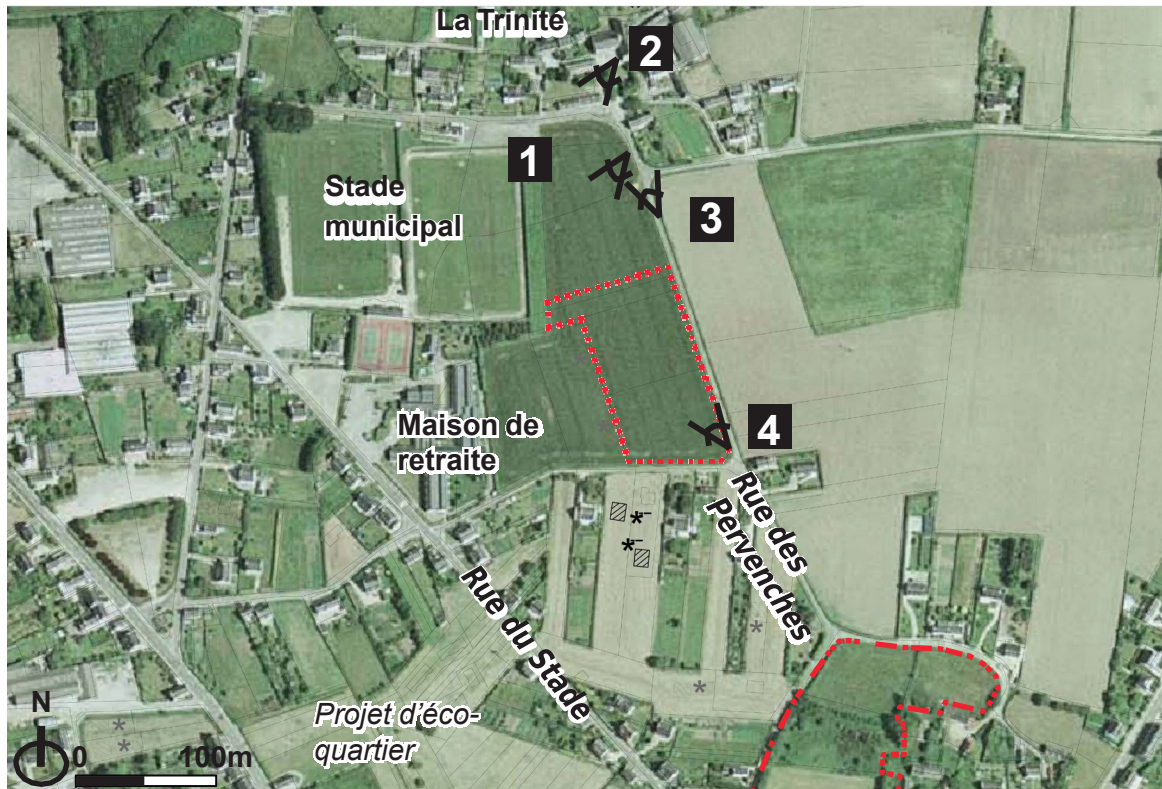 La Trinité
2
1
Stade
municipal
3
Maison de
retraite
4
Rue des
Pervenches
Rue du Stade
Projet d'éco-
quartier
N
0 100m